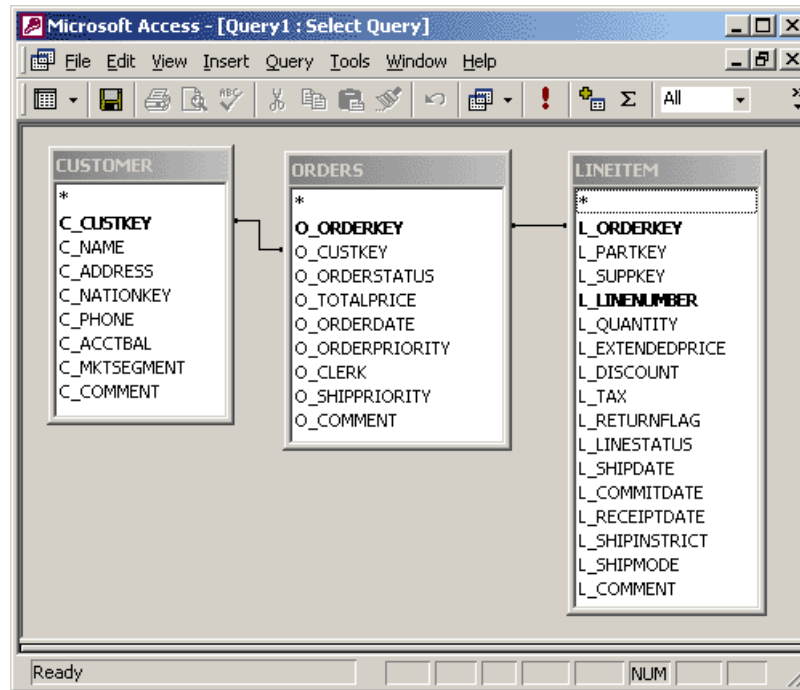 Microsoft Access - [Query1 : Select Query]
File Edit View Insert Query Tools Window Help
ABC Σ All
CUSTOMER
*
C_CUSTKEY
C_NAME
C_ADDRESS
C_NATIONKEY
C_PHONE
C_ACCTBAL
C_MKTSEGMENT
C_COMMENT
ORDERS
*
O_ORDERKEY
O_CUSTKEY
O_ORDERSTATUS
O_TOTALPRICE
O_ORDERDATE
O_ORDERPRIORITY
O_CLERK
O_SHIPPRIORITY
O_COMMENT
LINEITEM
*
L_ORDERKEY
L_PARTKEY
L_SUPPKEY
L_LINENUMBER
L_QUANTITY
L_EXTENDEDPRICE
L_DISCOUNT
L_TAX
L_RETURNFLAG
L_LINESTATUS
L_SHIPDATE
L_COMMITDATE
L_RECEIPTDATE
L_SHIPINSTRICT
L_SHIPMODE
L_COMMENT
Ready NUM